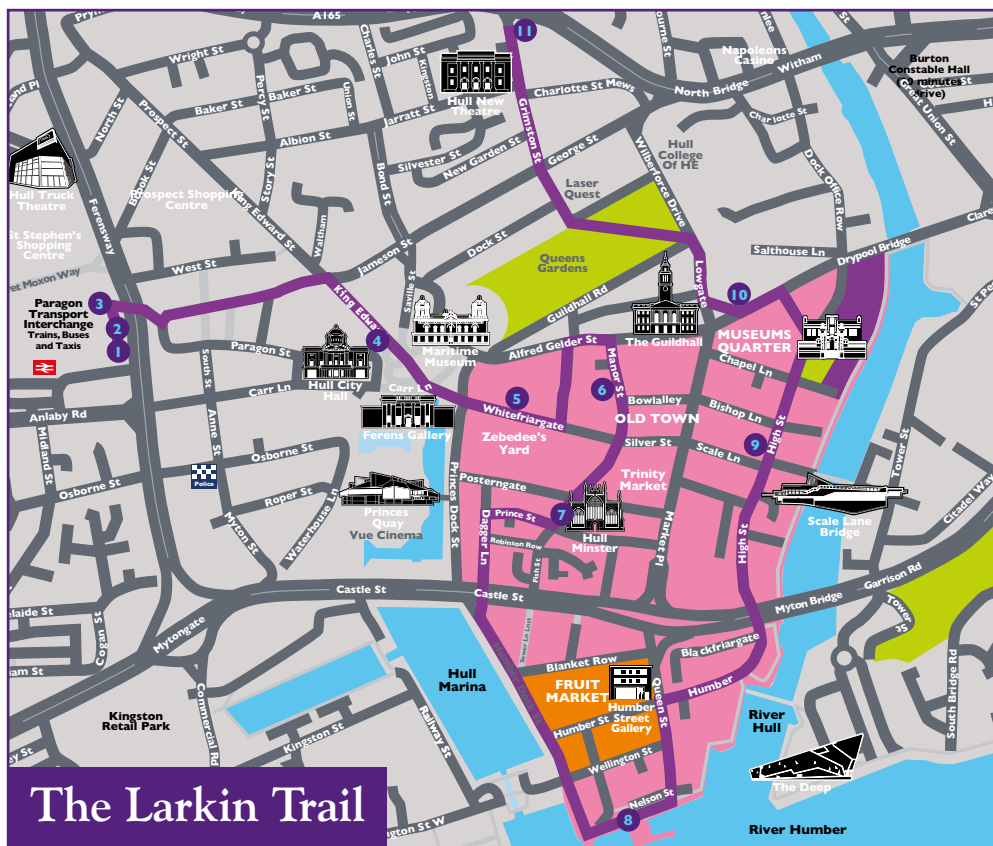 A165
Wright St
Charles St
John St
Kingston
11
Napoleons
Casino
Witham
Burton
Constable Hall
Great Union St
Hull New
Theatre
Charlotte St Mews
North Bridge
Charlotte St
North St
Prospect St
Percy St
Baker St
Baker St
Union St
Albion St
Jarratt St
Grimston St
George St
Wilberforce Drive
Hull
College
Of HE
Dock Office Row
Silvester St
New Garden St
Bond St
Laser
Quest
Hull Truck
Theatre
Story St
Prospect Shopping
Centre
King Edward St
Waltham
Ferensway
St Stephen's
Shopping
Centre
West St
Jameson St
Dock St
Queens
Gardens
Lowgate
Salthouse Ln
Drypool Bridge
Moxon Way
Saville St
Guildhall Rd
10
3
Paragon
Transport
Interchange
Trains, Buses
and Taxis
2
1
4
Maritime
Museum
The Guildhall
MUSEUMS
QUARTER
Paragon St
Hull City
Hall
Alfred Gelder St
Manor St
Chapel Ln
South St
Carr Ln
Carr Ln
5
6
Bowlalley
OLD TOWN
Bishop Ln
High St
Anlaby Rd
Ferens Gallery
Whitefriargate
Zebedee's
Yard
Silver St
Scale Ln
9
Midland St
Anne St
Osborne St
Osborne St
Police
Posterngate
Trinity
Market
Tower St
Citadel Way
Roper St
Waterhouse Ln
Princes
Quay
Vue Cinema
Princes Dock St
Dagger Ln
Prince St
7
Hull
Minster
Market Pl
Scale Lane
Bridge
Myton St
Robinson Row
Fish St
High St
Castle St
Castle St
Myton Bridge
Garrison Rd
Tower
St
Cogan St
Mytongate
Blackfriargate
Hull
Marina
Blanket Row
FRUIT
MARKET
Humber
Street
Gallery
Queen St
Humber
South Bridge Rd
Kingston
Retail Park
Commercial Rd
Kingston St
Railway St
Humber St
Wellington St
River
Hull
The Deep
Nelson St
8
The Larkin Trail
River Humber